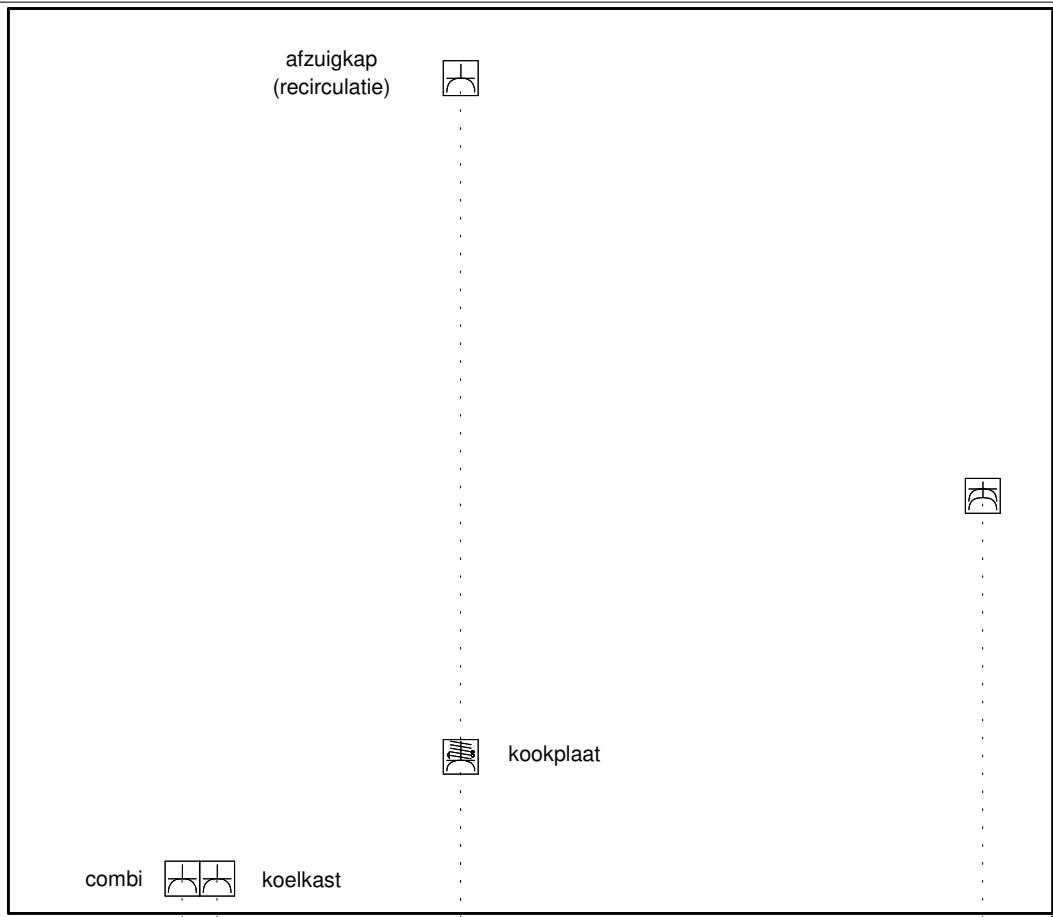 afzuigkap
(recirculatie)
kookplaat
combi
koelkast